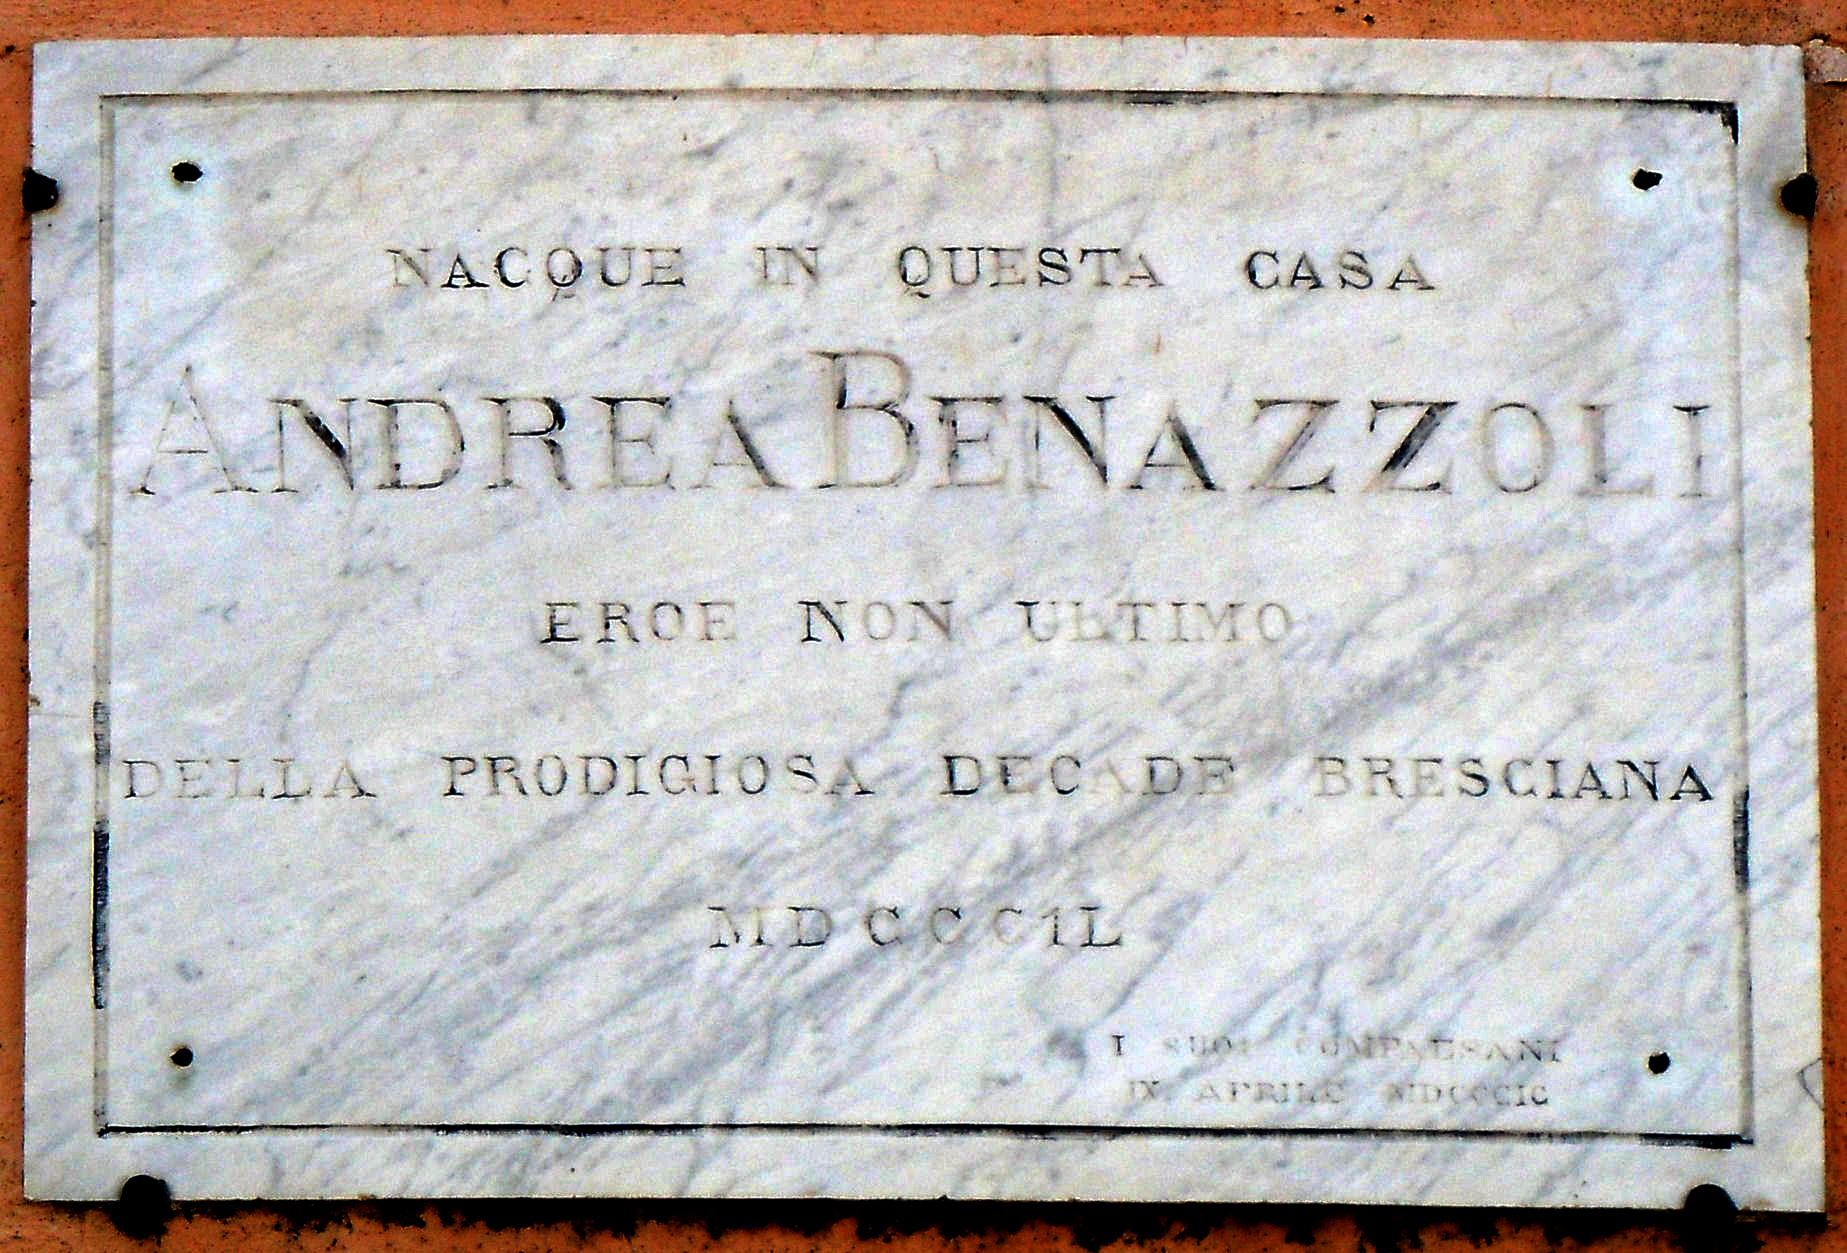 NACQUE IN QUESTA CASA
ANDREA BENAZZOLI
EROE NON ULTIMO
DELLA PRODIGIOSA DECADE BRESCIANA
MDCCCIL
I SUOI COMPAESANI
IX APRILE MDCCCIC